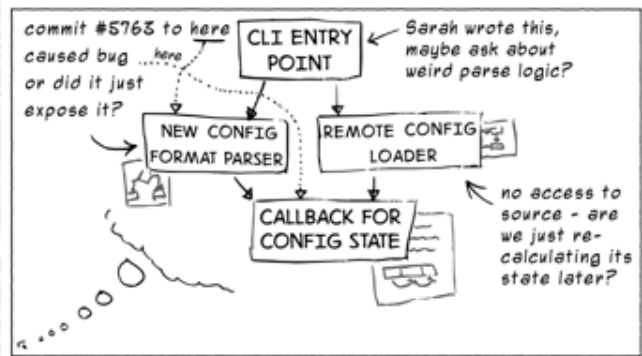 commit #5763 to here
caused bug
or did it just
expose it?
here
CLI ENTRY
POINT
Sarah wrote this,
maybe ask about
weird parse logic?
NEW CONFIG
FORMAT PARSER
REMOTE CONFIG
LOADER
CALLBACK FOR
CONFIG STATE
no access to
source - are
we just re-
calculating its
state later?